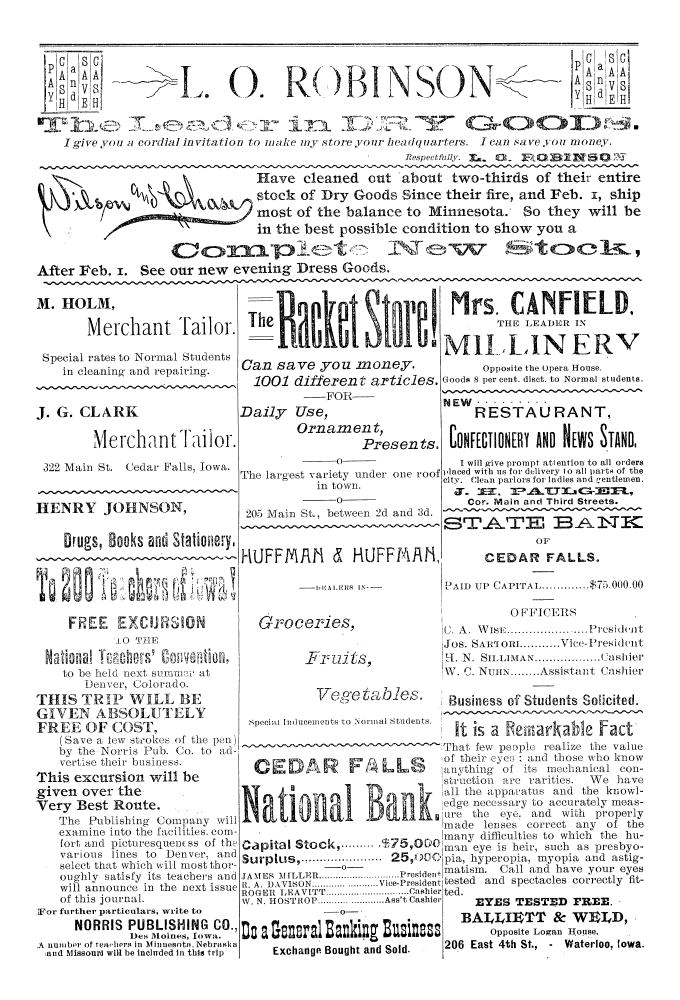 PAY CASH and SAVE CASH
L. O. ROBINSON
PAY CASH and SAVE CASH
The Leader in DRY GOODS.
I give you a cordial invitation to make my store your headquarters. I can save you money.
Respectfully. L. O. ROBINSON
Wilson and Chase
Have cleaned out about two-thirds of their entire
stock of Dry Goods Since their fire, and Feb. 1, ship
most of the balance to Minnesota. So they will be
in the best possible condition to show you a
Complete New Stock,
After Feb. 1. See our new evening Dress Goods.
M. HOLM,
Merchant Tailor.
Special rates to Normal Students
in cleaning and repairing.
J. G. CLARK
Merchant Tailor.
322 Main St. Cedar Falls, Iowa.
HENRY JOHNSON,
Drugs, Books and Stationery.
To 200 Teachers of Iowa!
FREE EXCURSION
TO THE
National Teachers' Convention,
to be held next summer at
Denver, Colorado.
THIS TRIP WILL BE
GIVEN ABSOLUTELY
FREE OF COST,
(Save a few strokes of the pen)
by the Norris Pub. Co. to ad-
vertise their business.
This excursion will be
given over the
Very Best Route.
The Publishing Company will
examine into the facilities, com-
fort and picturesqueness of the
various lines to Denver, and
select that which will most thor-
oughly satisfy its teachers and
will announce in the next issue
of this journal.
For further particulars, write to
NORRIS PUBLISHING CO.,
Des Moines, Iowa.
A number of teachers in Minnesota, Nebraska
and Missouri will be included in this trip
The Racket Store!
Can save you money.
1001 different articles.
—FOR—
Daily Use,
Ornament,
Presents.
—o—
The largest variety under one roof
in town.
—o—
205 Main St., between 2d and 3d.
HUFFMAN & HUFFMAN,
—DEALERS IN—
Groceries,
Fruits,
Vegetables.
Special Inducements to Normal Students.
CEDAR FALLS
National Bank.
Capital Stock,........ $75,000
Surplus,................ 25,000
—o—
JAMES MILLER....................President
R. A. DAVISON................Vice-President
ROGER LEAVITT....................Cashier
W. N. HOSTROP................Ass't Cashier
—o—
Do a General Banking Business
Exchange Bought and Sold.
Mrs. CANFIELD,
THE LEADER IN
MILLINERY
Opposite the Opera House.
Goods 8 per cent. disct. to Normal students.
NEW.........
RESTAURANT,
CONFECTIONERY AND NEWS STAND.
I will give prompt attention to all orders
placed with us for delivery to all parts of the
city. Clean parlors for ladies and gentlemen.
J. H. PAULGER,
Cor. Main and Third Streets.
STATE BANK
OF
CEDAR FALLS.
PAID UP CAPITAL............$75.000.00
OFFICERS
C. A. WISE....................President
JOS. SARTORI..........Vice-President
H. N. SILLIMAN.................Cashier
W. C. NUHN........Assistant Cashier
Business of Students Solicited.
It is a Remarkable Fact
That few people realize the value
of their eyes; and those who know
anything of its mechanical con-
struction are rarities. We have
all the apparatus and the knowl-
edge necessary to accurately meas-
ure the eye, and with properly
made lenses correct any of the
many difficulties to which the hu-
man eye is heir, such as presbyo-
pia, hyperopia, myopia and astig-
matism. Call and have your eyes
tested and spectacles correctly fit-
ted.
EYES TESTED FREE.
BALLIETT & WELD,
Opposite Logan House,
206 East 4th St., - Waterloo, Iowa.